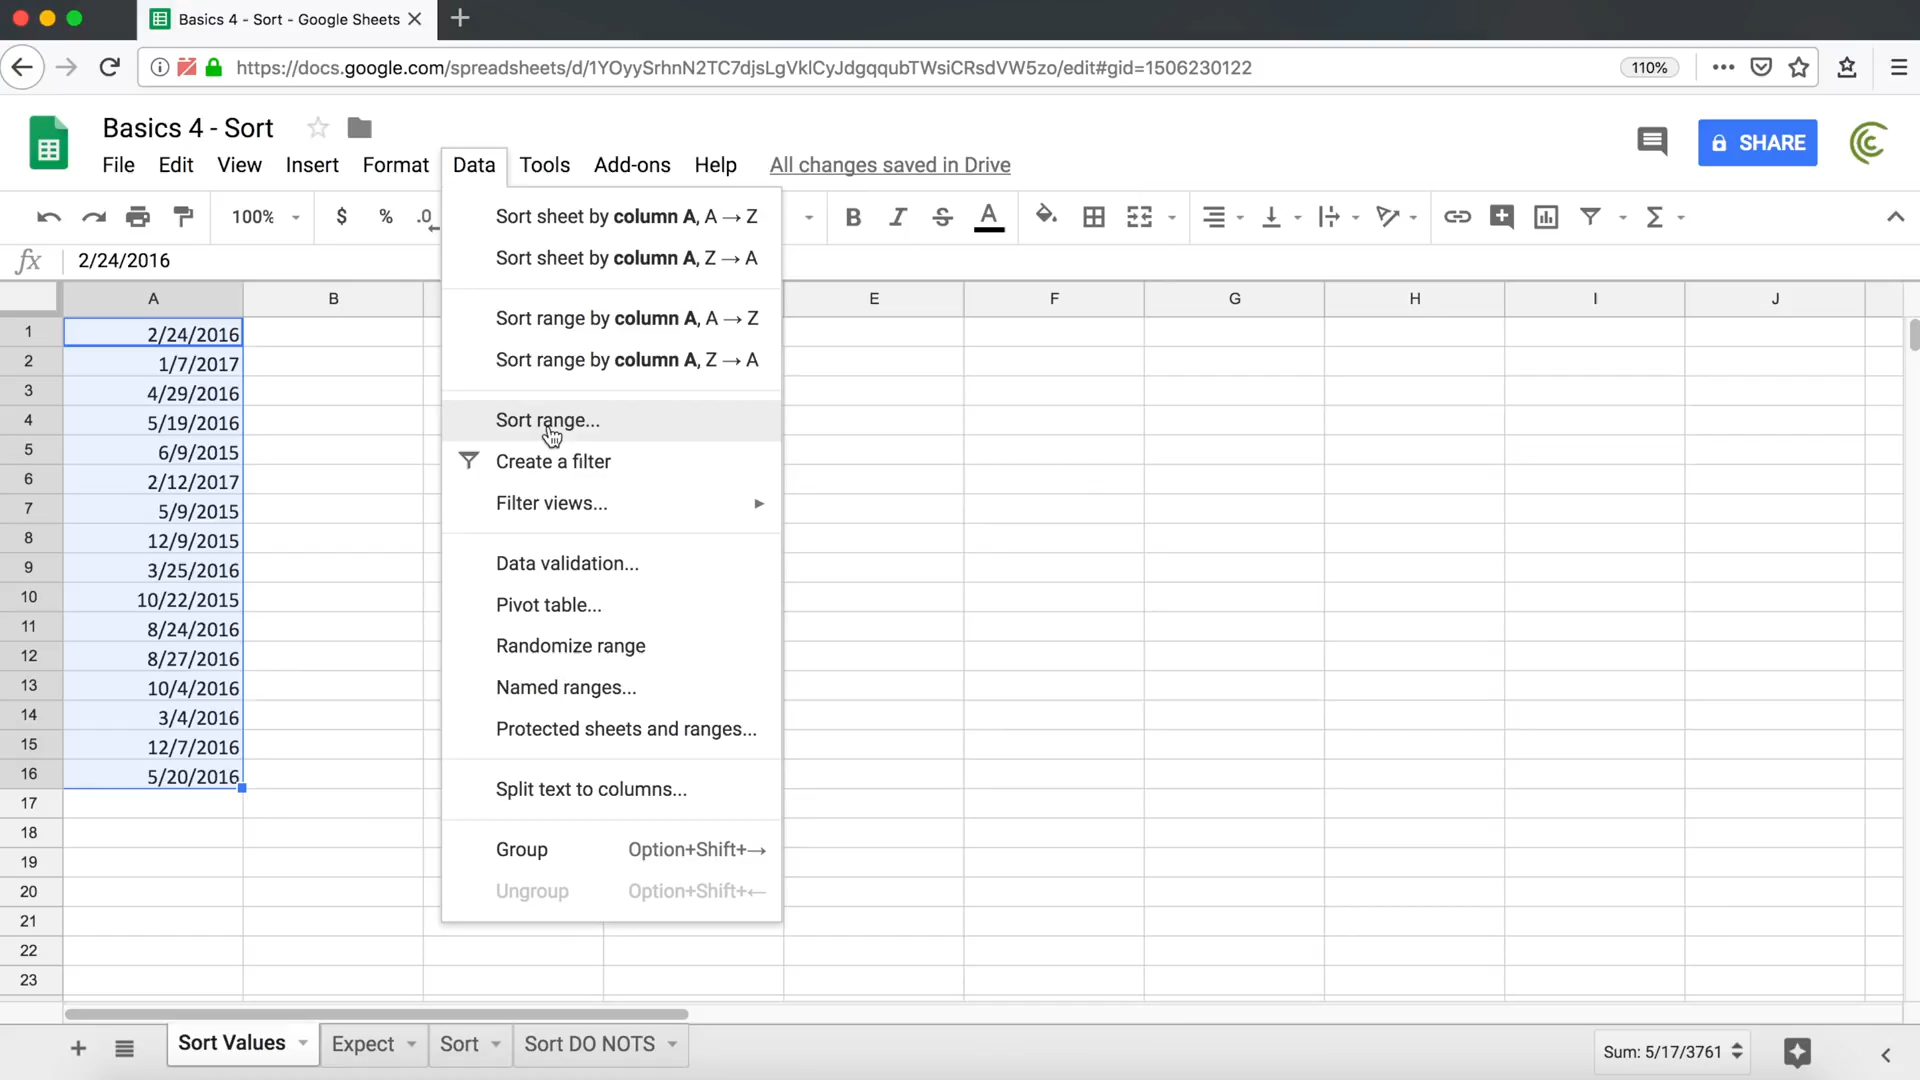 Basics 4 - Sort - Google Sheets
https://docs.google.com/spreadsheets/d/1YOyySrhnN2TC7djsLgVklCyJdgqqubTWsiCRsdVW5zo/edit#gid=1506230122
110%
Basics 4 - Sort
SHARE
File Edit View Insert Format Data Tools Add-ons Help All changes saved in Drive
100% $ % .0
fx 2/24/2016
A B E F G H I J
Sort sheet by column A, A → Z
Sort sheet by column A, Z → A
Sort range by column A, A → Z
Sort range by column A, Z → A
Sort range...
Create a filter
Filter views...
Data validation...
Pivot table...
Randomize range
Named ranges...
Protected sheets and ranges...
Split text to columns...
Group Option+Shift+→
Ungroup Option+Shift+←
1 2/24/2016
2 1/7/2017
3 4/29/2016
4 5/19/2016
5 6/9/2015
6 2/12/2017
7 5/9/2015
8 12/9/2015
9 3/25/2016
10 10/22/2015
11 8/24/2016
12 8/27/2016
13 10/4/2016
14 3/4/2016
15 12/7/2016
16 5/20/2016
17
18
19
20
21
22
23
Sort Values Expect Sort Sort DO NOTS Sum: 5/17/3761